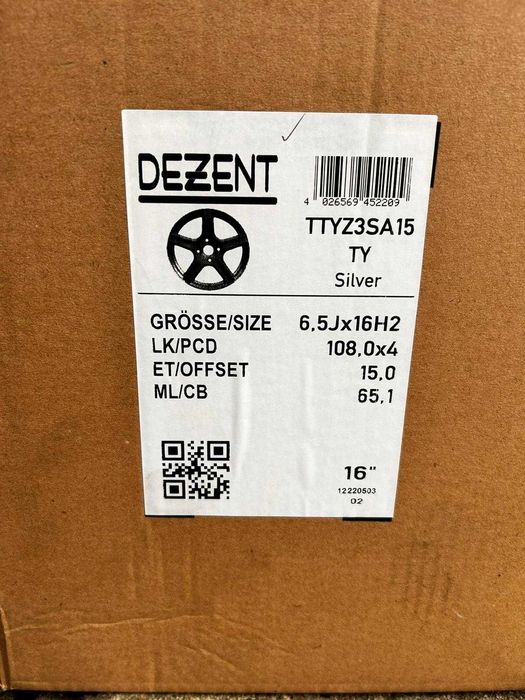 DEZENT
4 026569 452209
TTYZ3SA15
TY
Silver
GRÖSSE/SIZE 6,5Jx16H2
LK/PCD 108,0x4
ET/OFFSET 15,0
ML/CB 65,1
16"
12220503
02